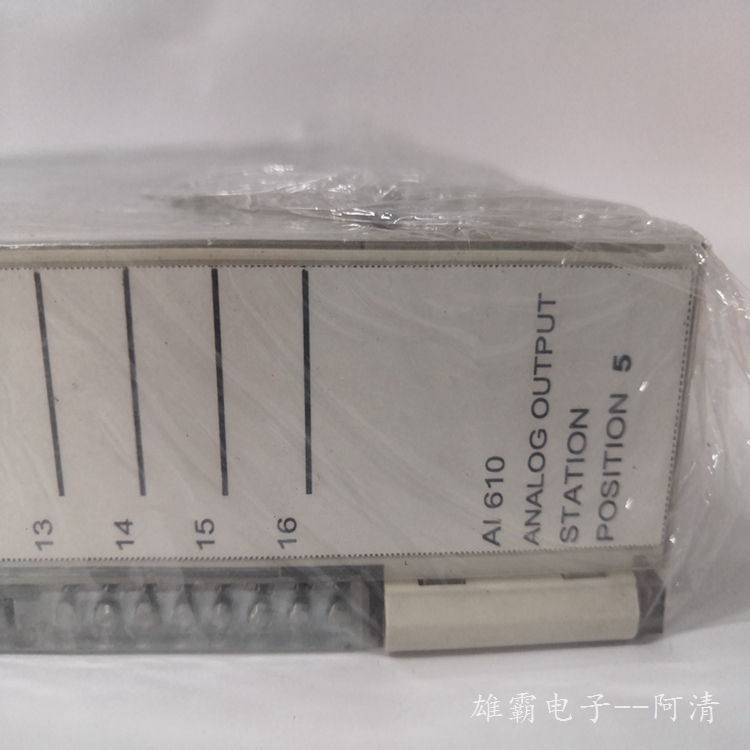 13
14
15
16
AI 610
ANALOG OUTPUT
STATION
POSITION 5
雄霸电子--阿清